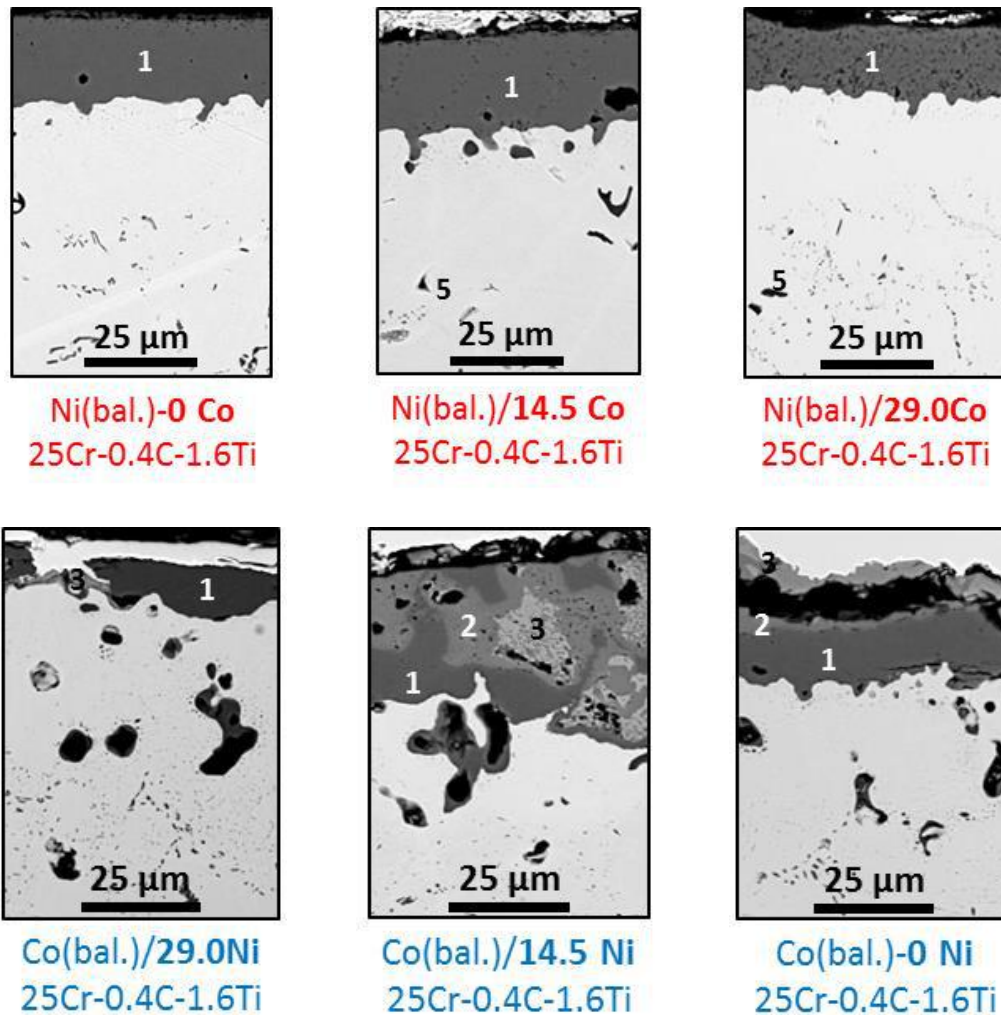 1
25 µm
Ni(bal.)-0 Co
25Cr-0.4C-1.6Ti
1
5
25 µm
Ni(bal.)/14.5 Co
25Cr-0.4C-1.6Ti
1
5
25 µm
Ni(bal.)/29.0Co
25Cr-0.4C-1.6Ti
3
1
25 µm
Co(bal.)/29.0Ni
25Cr-0.4C-1.6Ti
2
3
1
25 µm
Co(bal.)/14.5 Ni
25Cr-0.4C-1.6Ti
3
2
1
25 µm
Co(bal.)-0 Ni
25Cr-0.4C-1.6Ti